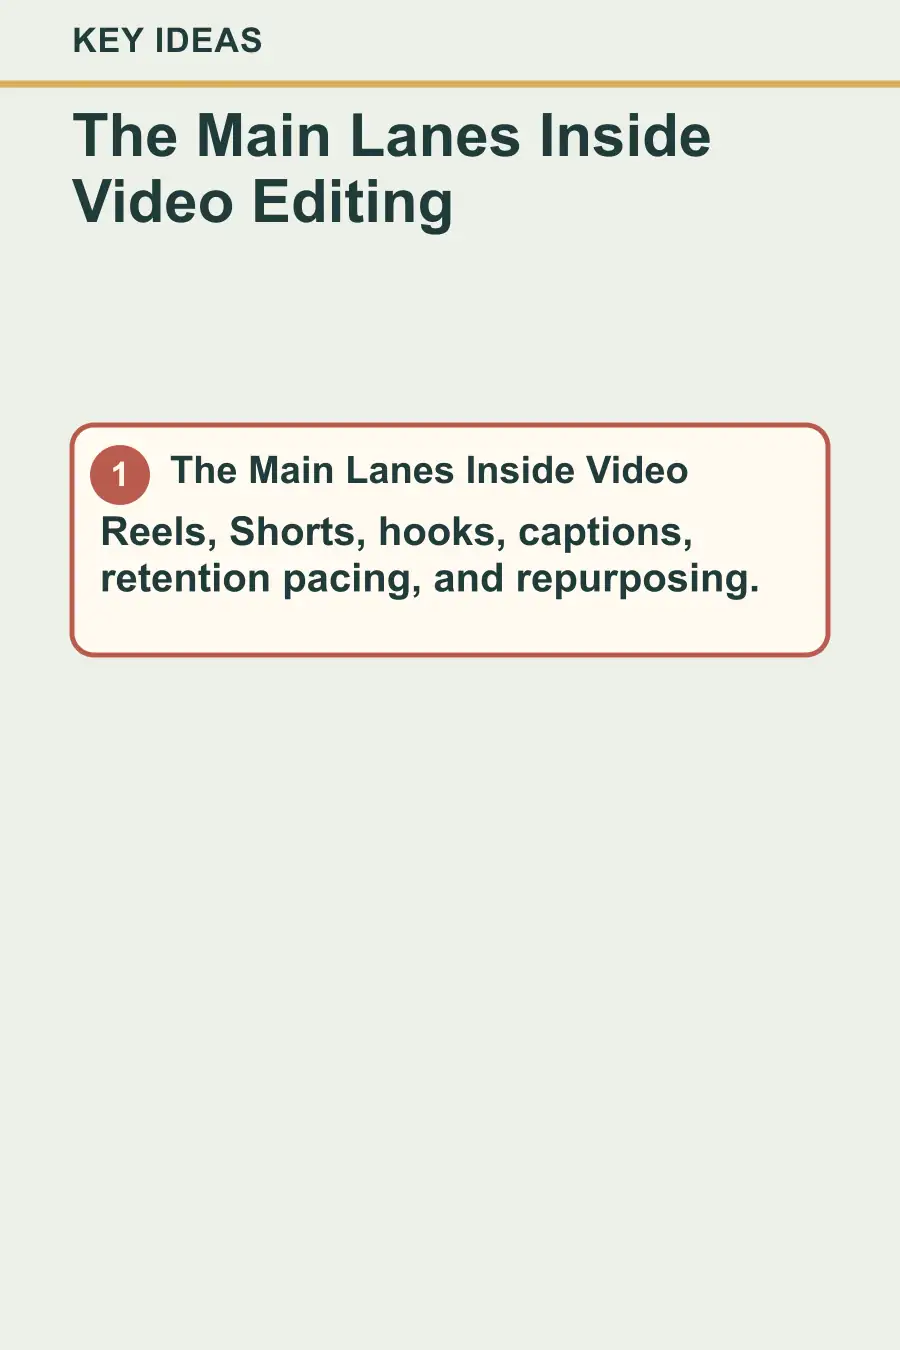 KEY IDEAS
The Main Lanes Inside
Video Editing
1 The Main Lanes Inside Video
Reels, Shorts, hooks, captions,
retention pacing, and repurposing.